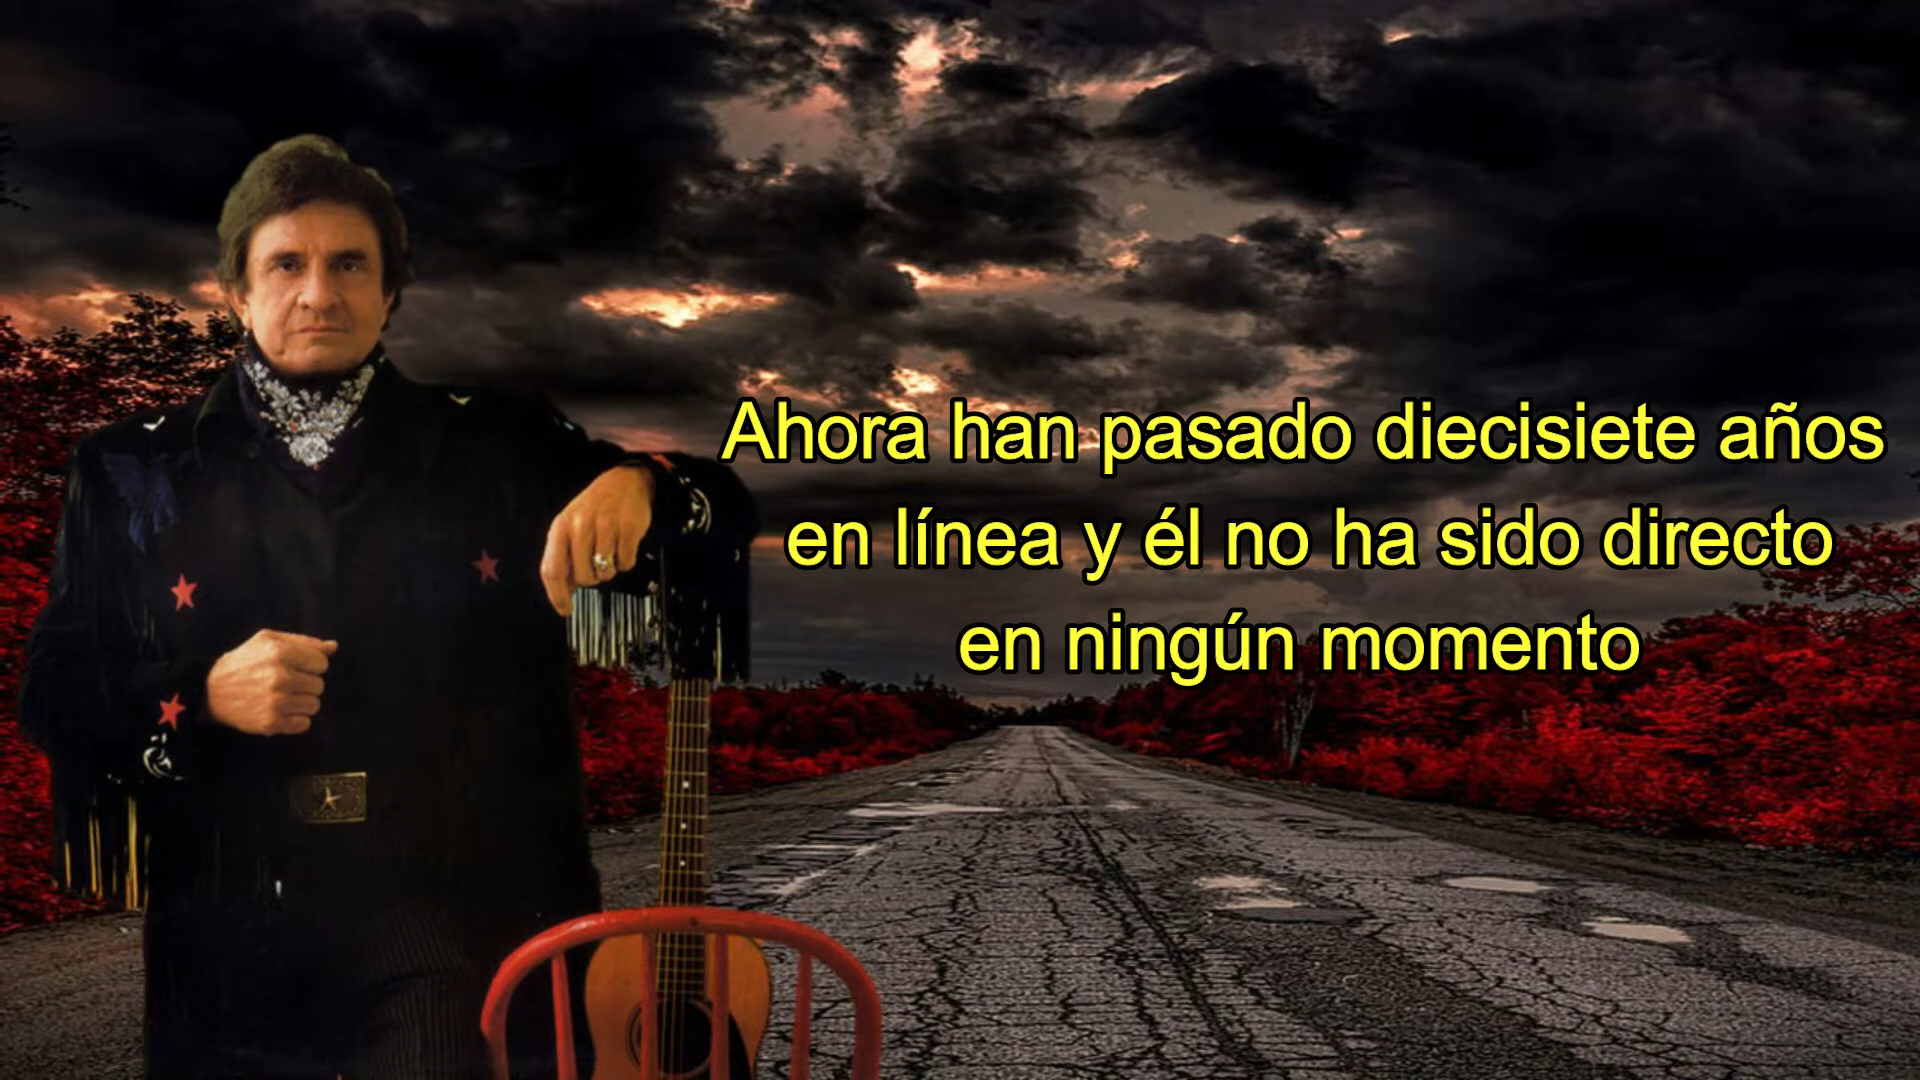 Ahora han pasado diecisiete años
en línea y él no ha sido directo
en ningún momento